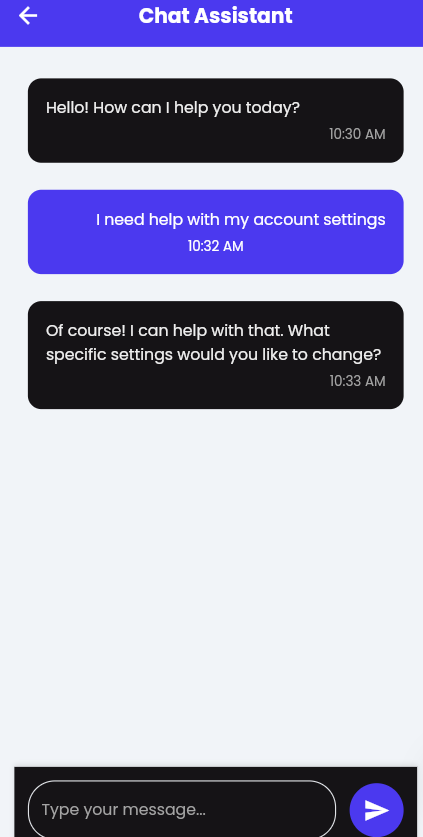 Chat Assistant
Hello! How can I help you today?
10:30 AM
I need help with my account settings
10:32 AM
Of course! I can help with that. What
specific settings would you like to change?
10:33 AM
Type your message...